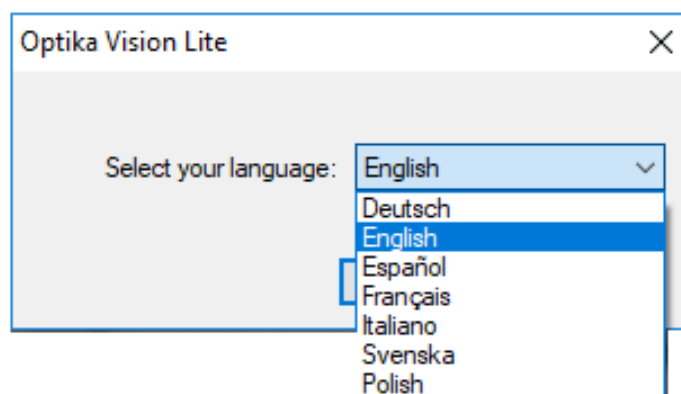 Optika Vision Lite
Select your language: English
Deutsch
English
Español
Français
Italiano
Svenska
Polish